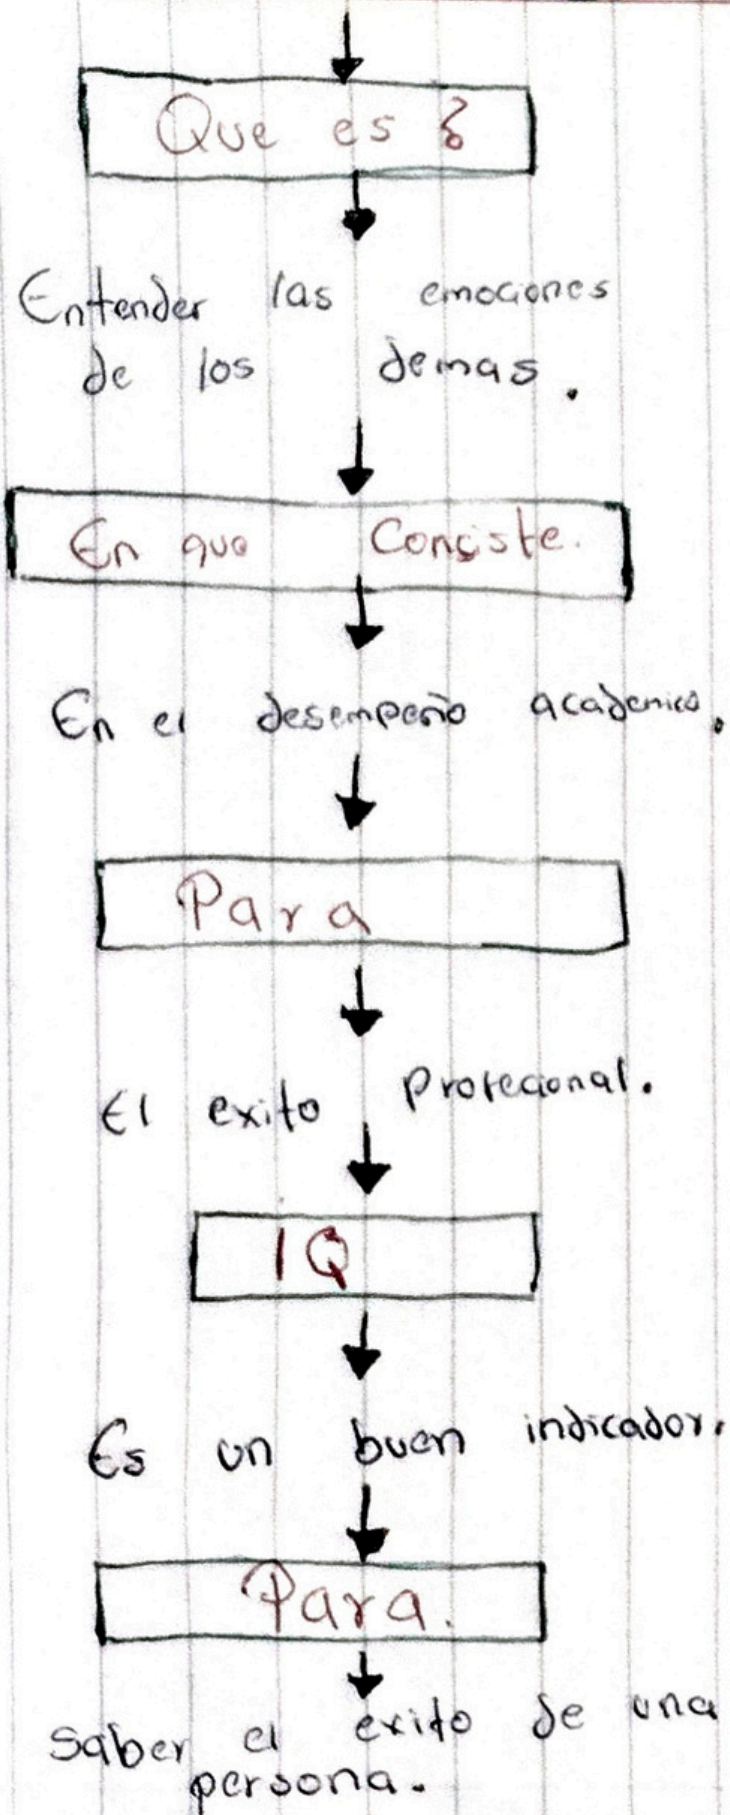 Que es ?
Entender las emociones
de los demas.
En que Consiste.
En el desempeño academico.
Para
El exito Profecional.
IQ
Es un buen indicador.
Para.
Saber el exito de una
persona.